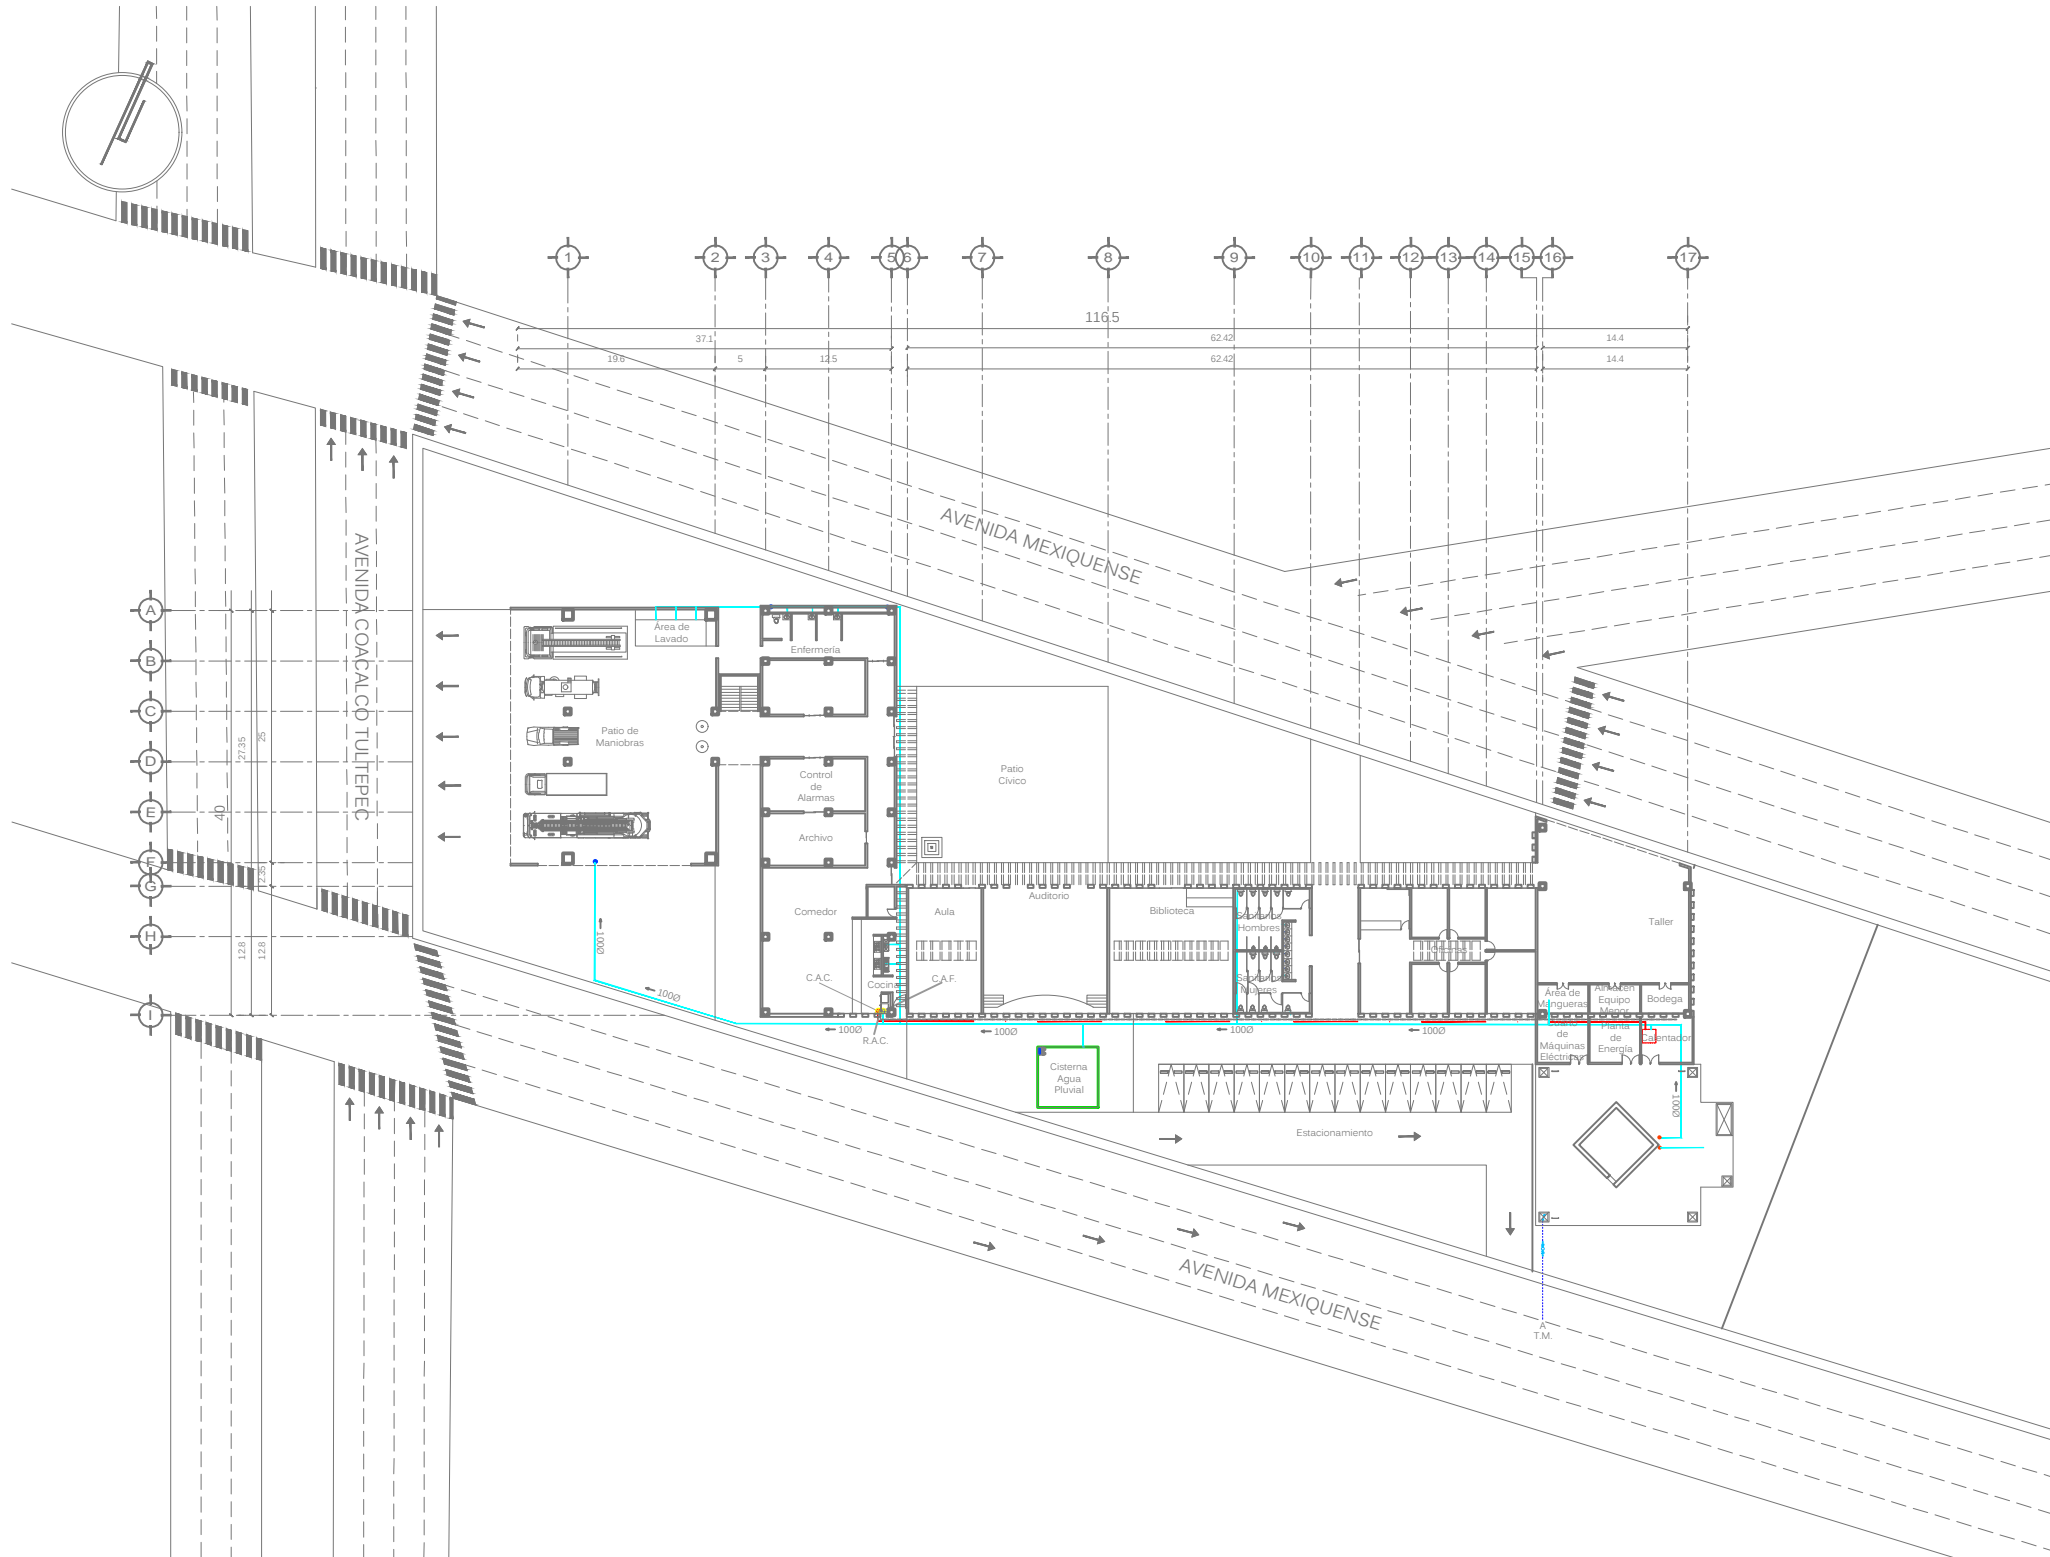 1 2 3 4 5 6 7 8 9 10 11 12 13 14 15 16 17
116.5
37.1
62.42
14.4
19.6
5
12.5
62.42
14.4
AVENIDA MEXIQUENSE
AVENIDA COACALCO TULTEPEC
A
B
C
D
E
F
G
H
I
27.35
25
40
2.35
12.8
12.8
Área de
Lavado
Enfermería
Patio de
Maniobras
Control
de
Alarmas
Archivo
Patio
Cívico
Comedor
Aula
Auditorio
Biblioteca
Sanitarios
Hombres
Sanitarios
Mujeres
Oficinas
Taller
C.A.C.
Cocina
C.A.F.
R.A.C.
Área de
Mangueras
Almacén
Equipo
Menor
Bodega
de
Máquinas
Eléctricas
Planta
de
Energía
Calentador
100Ø
100Ø
100Ø
100Ø
100Ø
100Ø
100Ø
Cisterna
Agua
Pluvial
Estacionamiento
AVENIDA MEXIQUENSE
A
T.M.